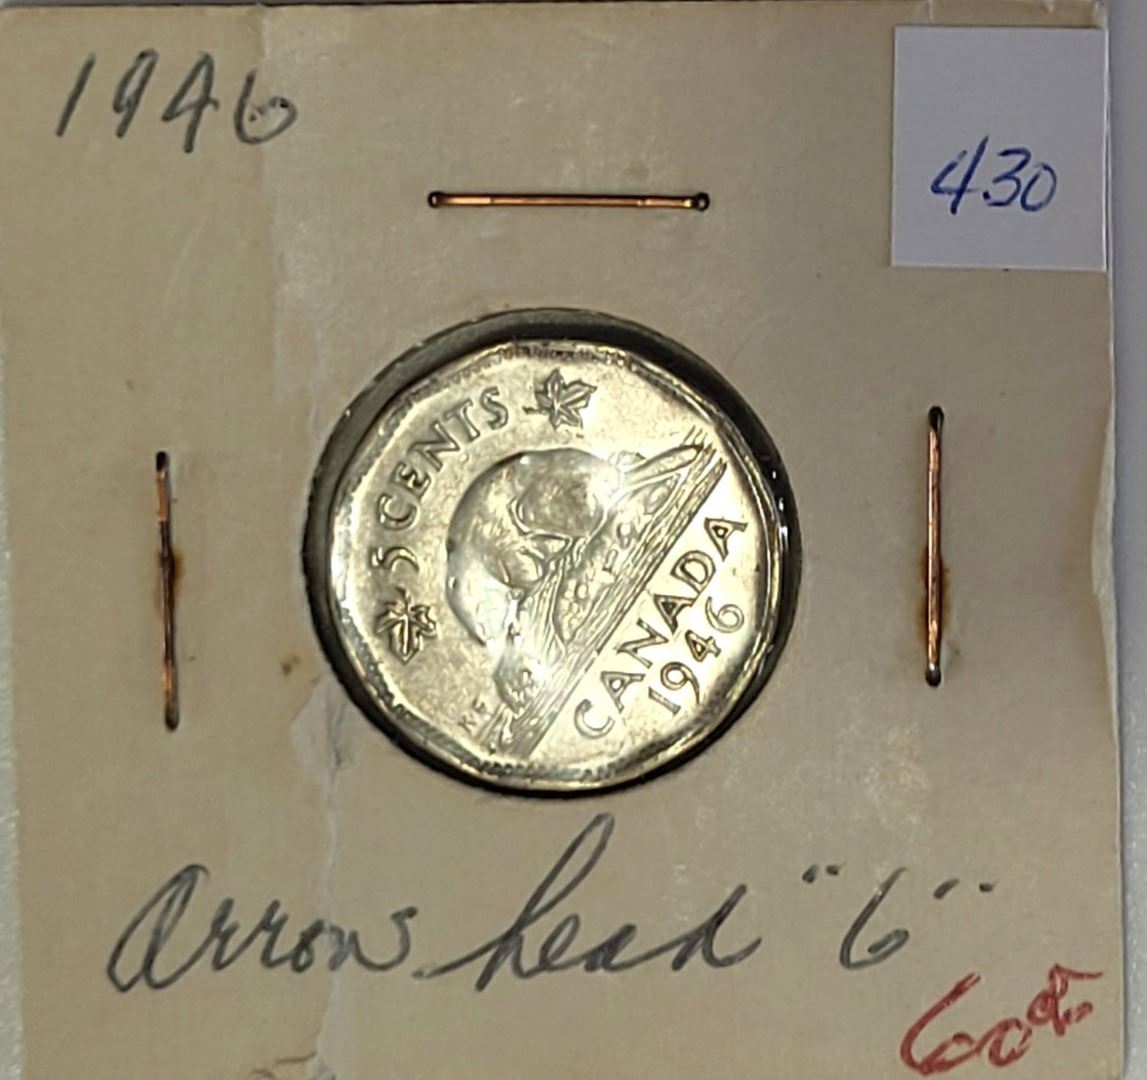 1946
430
5 CENTS
K·F
CANADA
1946
Arrow head "6"
60¢